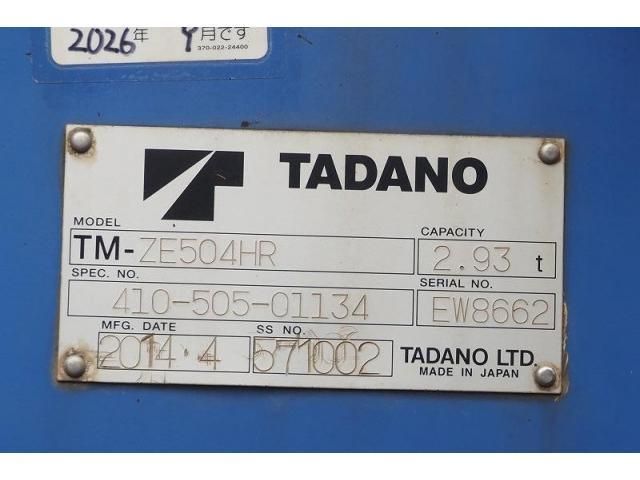 2026年 4月です
370-022-24400
TADANO
MODEL
CAPACITY
TM-ZE504HR
2.93 t
SPEC. NO.
SERIAL NO.
410-505-01134
EW8662
MFG. DATE
SS NO.
2014.4
571002
TADANO LTD.
MADE IN JAPAN